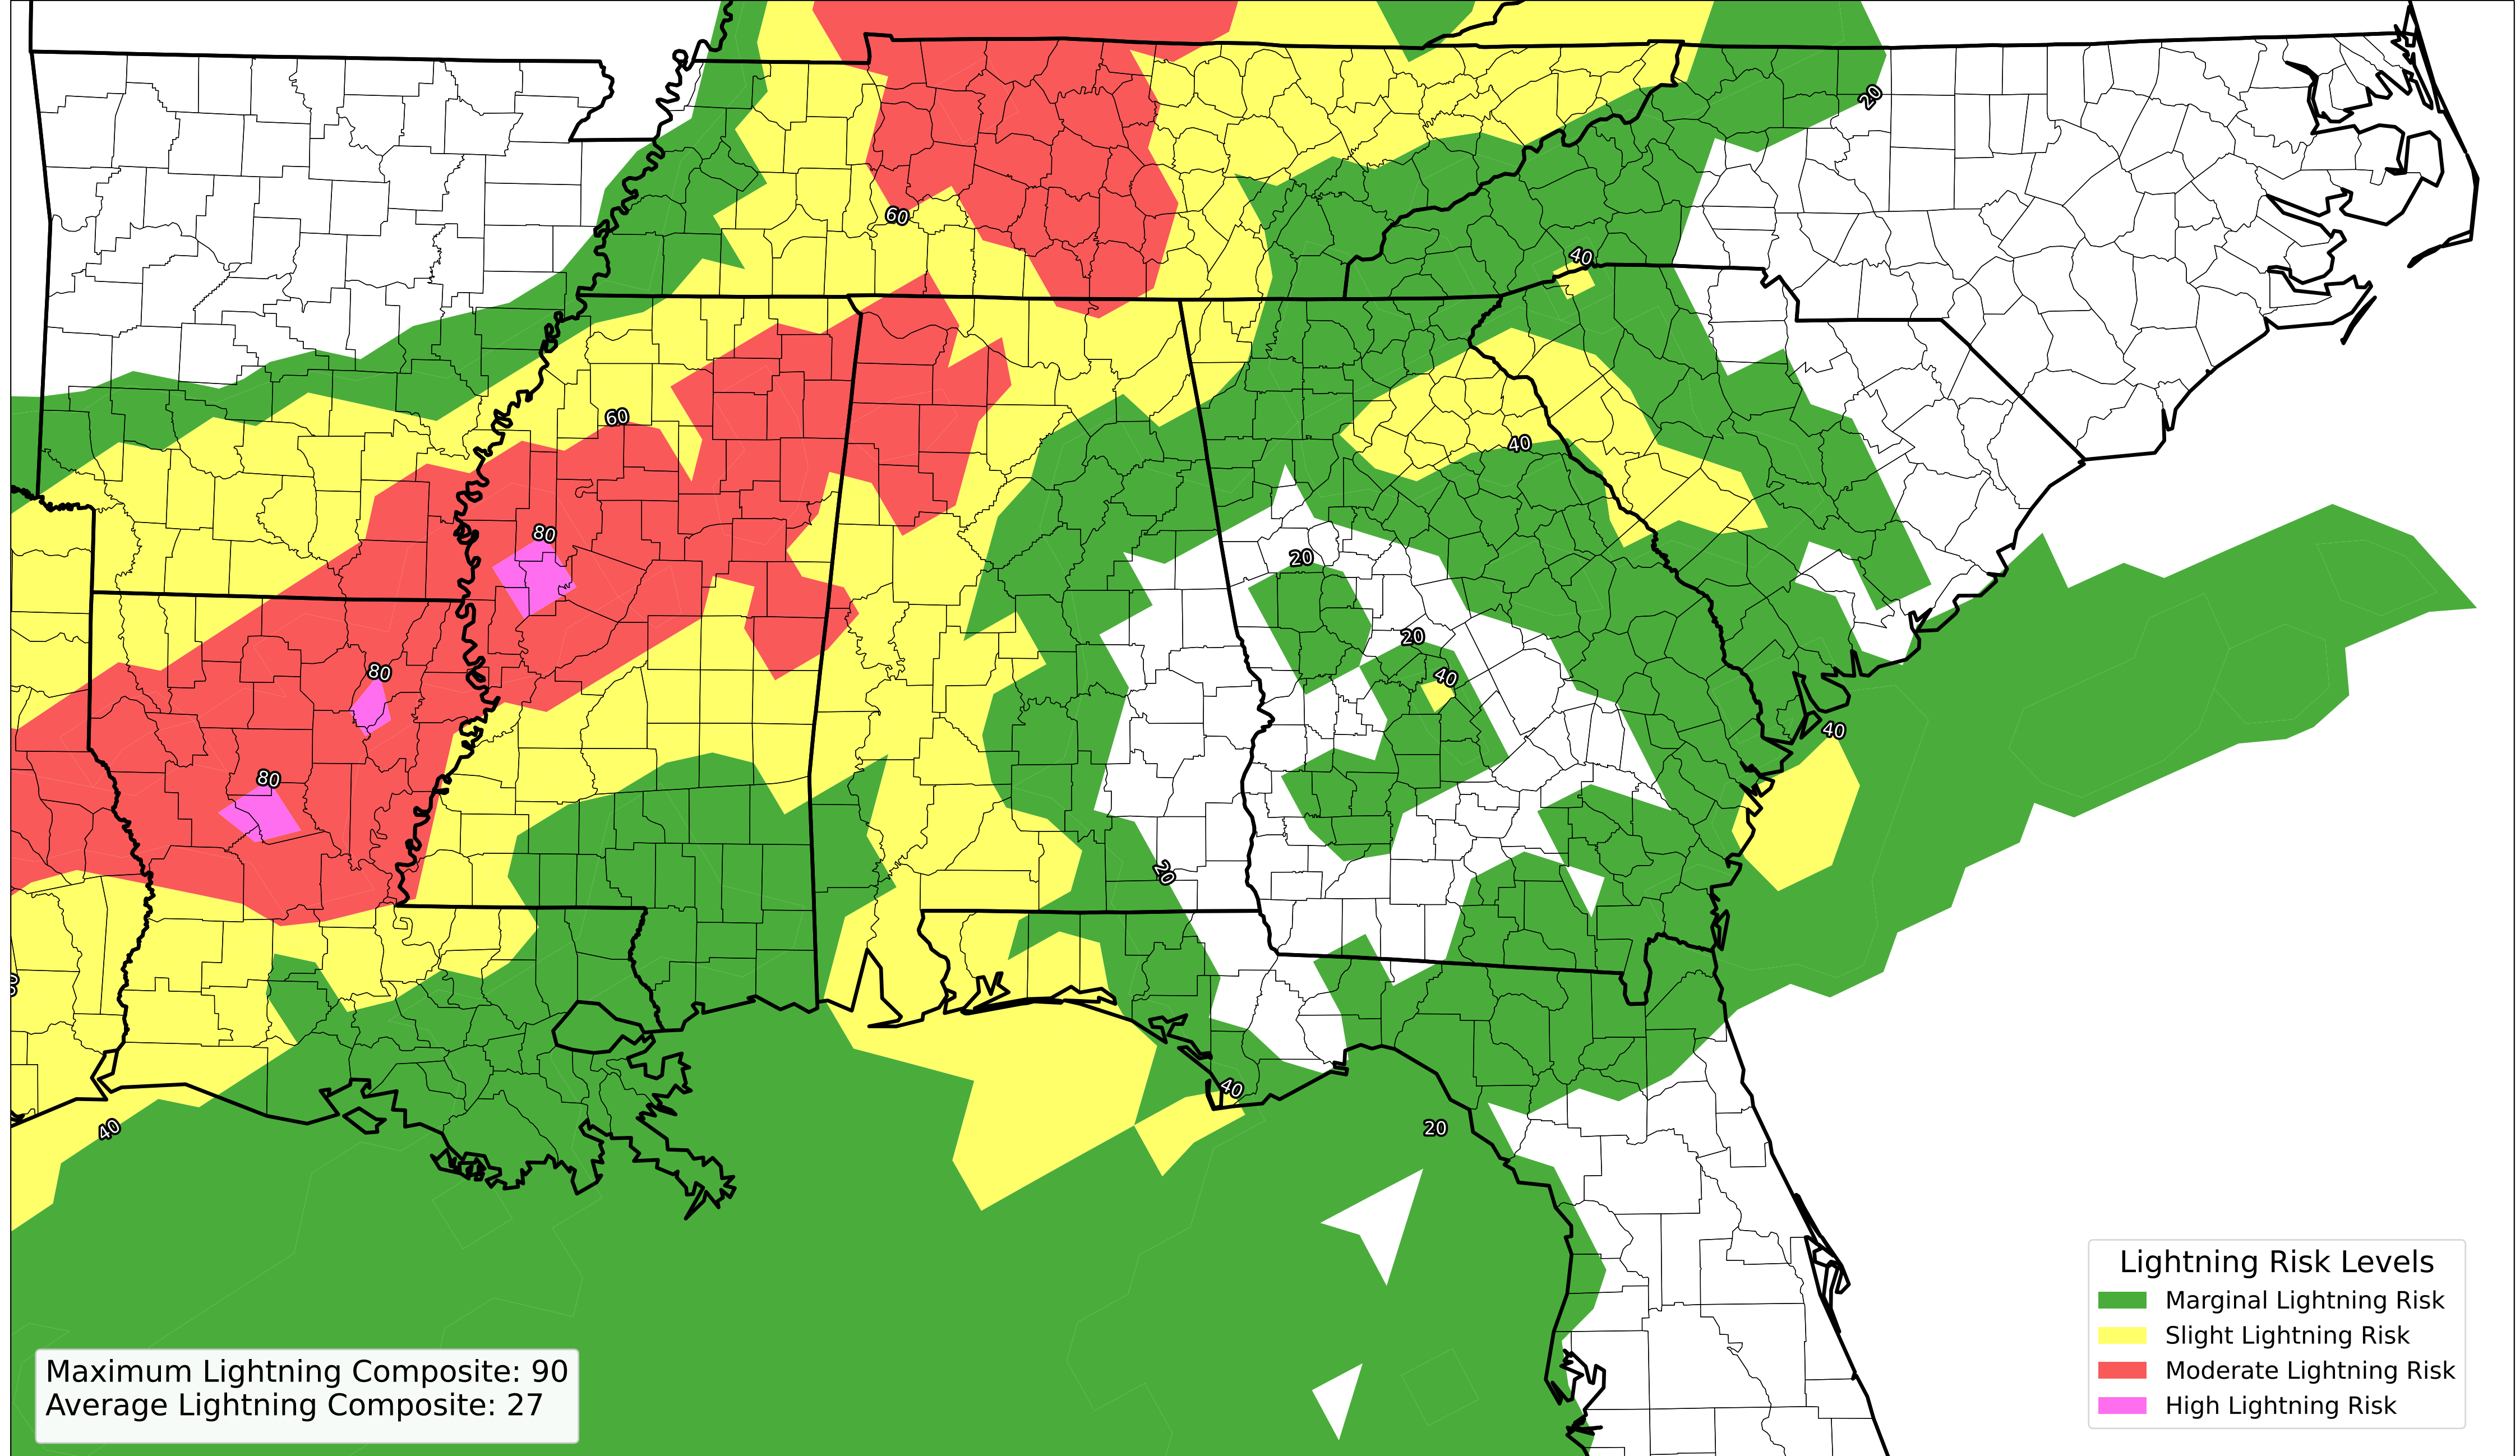 20
60
40
60
40
80
20
20
80
40
40
80
20
40
20
40
Lightning Risk Levels
Marginal Lightning Risk
Slight Lightning Risk
Moderate Lightning Risk
High Lightning Risk
Maximum Lightning Composite: 90
Average Lightning Composite: 27